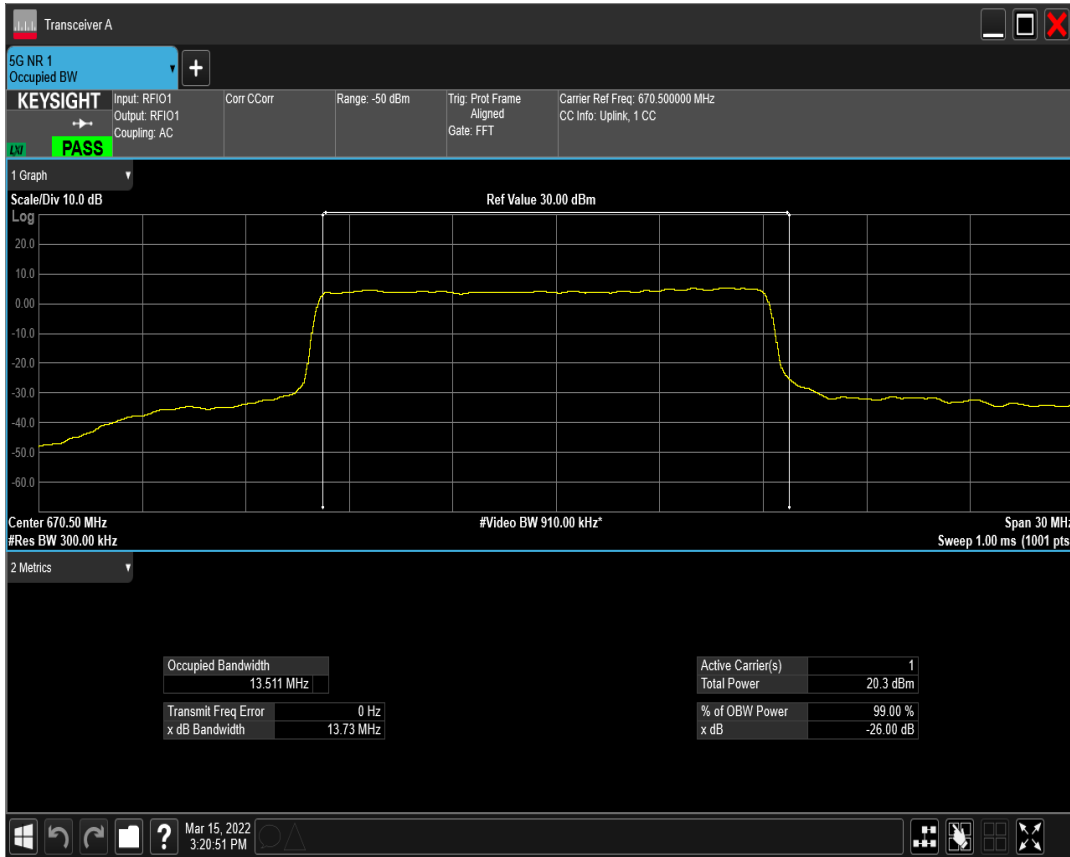 Transceiver A
5G NR 1
Occupied BW
+
KEYSIGHT
LXI
PASS
Input: RFIO1
Output: RFIO1
Coupling: AC
Corr CCorr
Range: -50 dBm
Trig: Prot Frame
Aligned
Gate: FFT
Carrier Ref Freq: 670.500000 MHz
CC Info: Uplink, 1 CC
1 Graph
Scale/Div 10.0 dB
Ref Value 30.00 dBm
Log
20.0
10.0
0.00
-10.0
-20.0
-30.0
-40.0
-50.0
-60.0
Center 670.50 MHz
#Video BW 910.00 kHz*
Span 30 MHz
#Res BW 300.00 kHz
Sweep 1.00 ms (1001 pts
2 Metrics
Occupied Bandwidth
13.511 MHz
Transmit Freq Error 0 Hz
x dB Bandwidth 13.73 MHz
Active Carrier(s) 1
Total Power 20.3 dBm
% of OBW Power 99.00 %
x dB -26.00 dB
?
Mar 15, 2022
3:20:51 PM